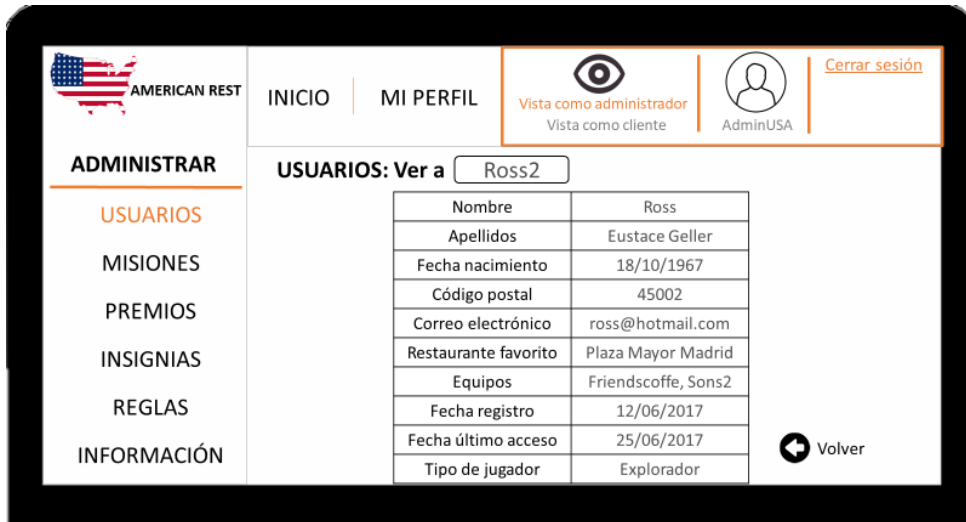 AMERICAN REST
INICIO MI PERFIL
Vista como administrador
Vista como cliente
AdminUSA
Cerrar sesión
ADMINISTRAR
USUARIOS
MISIONES
PREMIOS
INSIGNIAS
REGLAS
INFORMACIÓN
USUARIOS: Ver a Ross2
Nombre Ross
Apellidos Eustace Geller
Fecha nacimiento 18/10/1967
Código postal 45002
Correo electrónico ross@hotmail.com
Restaurante favorito Plaza Mayor Madrid
Equipos Friendscoffe, Sons2
Fecha registro 12/06/2017
Fecha último acceso 25/06/2017
Tipo de jugador Explorador
Volver